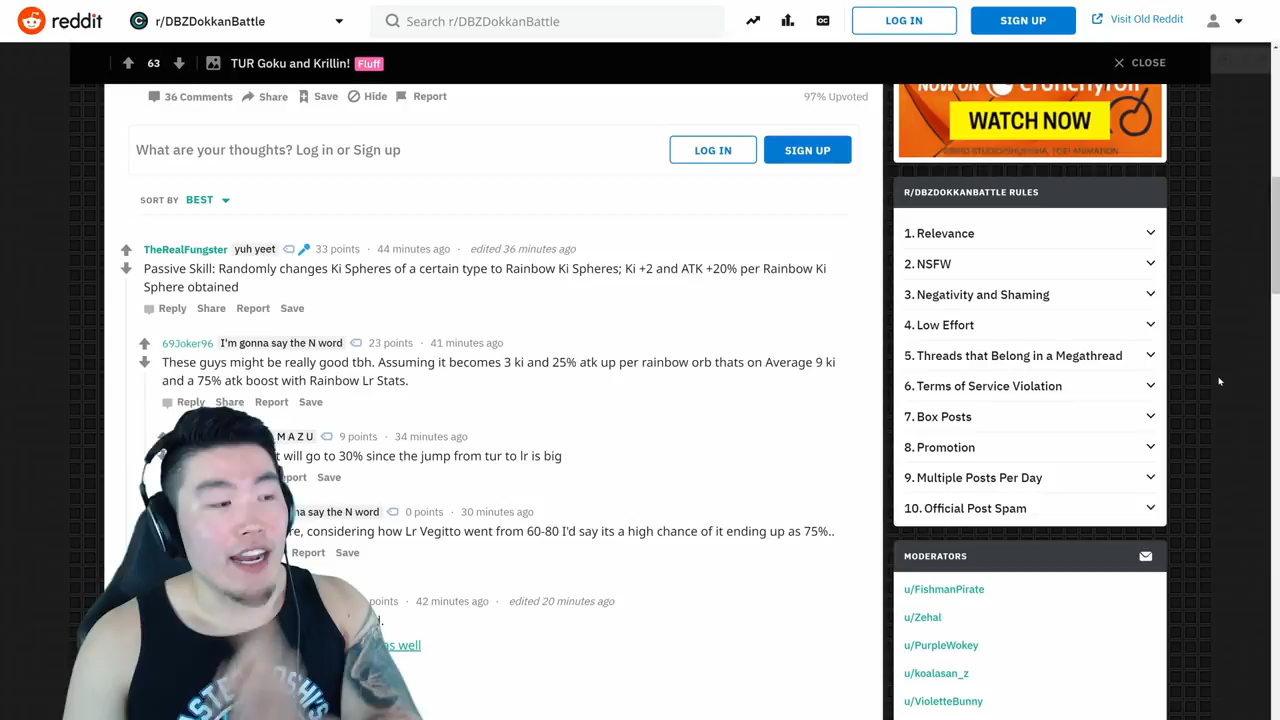 reddit
r/DBZDokkanBattle
Search r/DBZDokkanBattle
LOG IN
SIGN UP
Visit Old Reddit
63
TUR Goku and Krillin!
Fluff
CLOSE
36 Comments
Share
Save
Hide
Report
97% Upvoted
WATCH NOW
What are your thoughts? Log in or Sign up
LOG IN
SIGN UP
SORT BY BEST
TheRealFungster yuh yeet 33 points · 44 minutes ago · edited 36 minutes ago
Passive Skill: Randomly changes Ki Spheres of a certain type to Rainbow Ki Spheres; Ki +2 and ATK +20% per Rainbow Ki
Sphere obtained
Reply Share Report Save
69Joker96 I'm gonna say the N word 23 points · 41 minutes ago
These guys might be really good tbh. Assuming it becomes 3 ki and 25% atk up per rainbow orb thats on Average 9 ki
and a 75% atk boost with Rainbow Lr Stats.
Reply Share Report Save
M A Z U 9 points · 34 minutes ago
will go to 30% since the jump from tur to lr is big
Save
say the N word 0 points · 30 minutes ago
considering how Lr Vegitto went from 60-80 I'd say its a high chance of it ending up as 75%..
Report Save
points · 42 minutes ago · edited 20 minutes ago
as well
R/DBZDOKKANBATTLE RULES
1. Relevance
2. NSFW
3. Negativity and Shaming
4. Low Effort
5. Threads that Belong in a Megathread
6. Terms of Service Violation
7. Box Posts
8. Promotion
9. Multiple Posts Per Day
10. Official Post Spam
MODERATORS
u/FishmanPirate
u/Zehal
u/PurpleWokey
u/koalasan_z
u/VioletteBunny